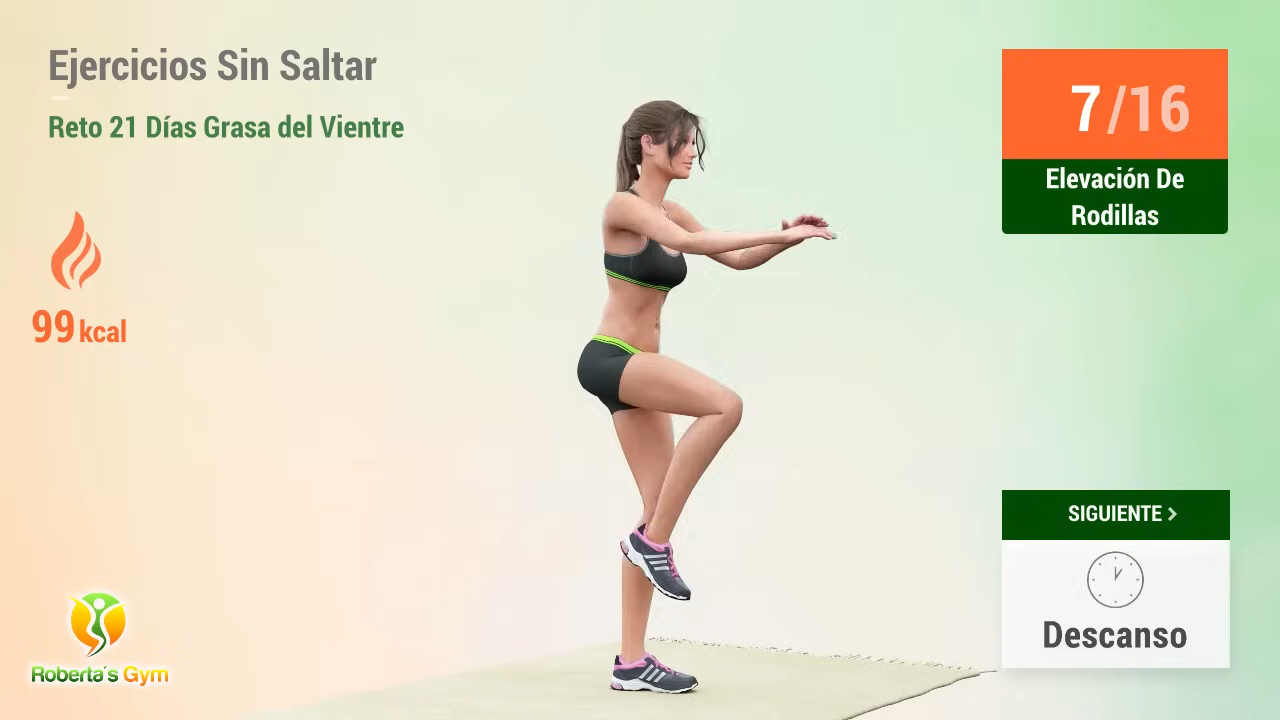 Ejercicios Sin Saltar
Reto 21 Días Grasa del Vientre
7/16
Elevación De
Rodillas
99 kcal
SIGUIENTE >
Descanso
Roberta´s Gym